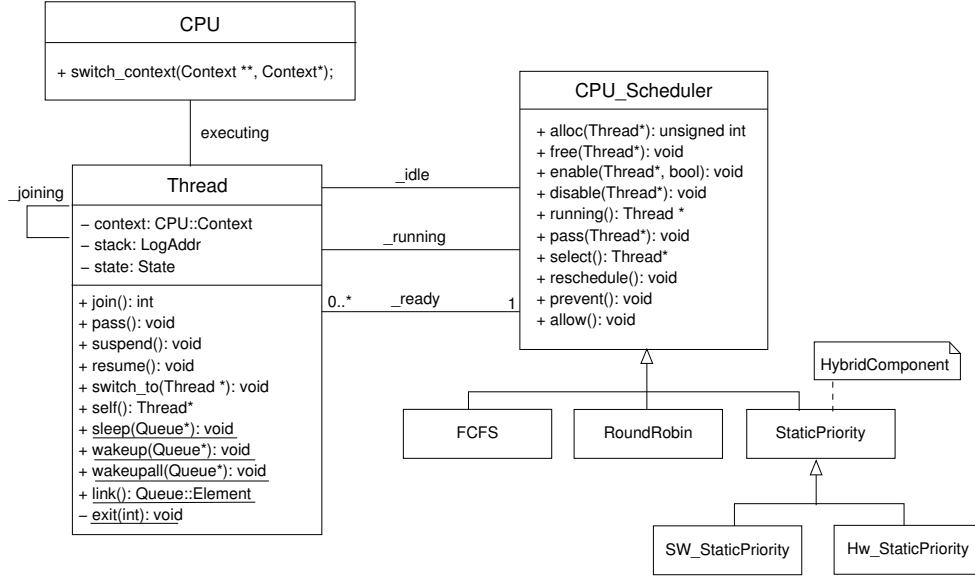 CPU
+ switch_context(Context **, Context*);
executing
_joining
Thread
– context: CPU::Context
– stack: LogAddr
– state: State
+ join(): int
+ pass(): void
+ suspend(): void
+ resume(): void
+ switch_to(Thread *): void
+ self(): Thread*
+ sleep(Queue*): void
+ wakeup(Queue*): void
+ wakeupall(Queue*): void
+ link(): Queue::Element
– exit(int): void
_idle
_running
0..* _ready 1
CPU_Scheduler
+ alloc(Thread*): unsigned int
+ free(Thread*): void
+ enable(Thread*, bool): void
+ disable(Thread*): void
+ running(): Thread *
+ pass(Thread*): void
+ select(): Thread*
+ reschedule(): void
+ prevent(): void
+ allow(): void
HybridComponent
FCFS
RoundRobin
StaticPriority
SW_StaticPriority
Hw_StaticPriority